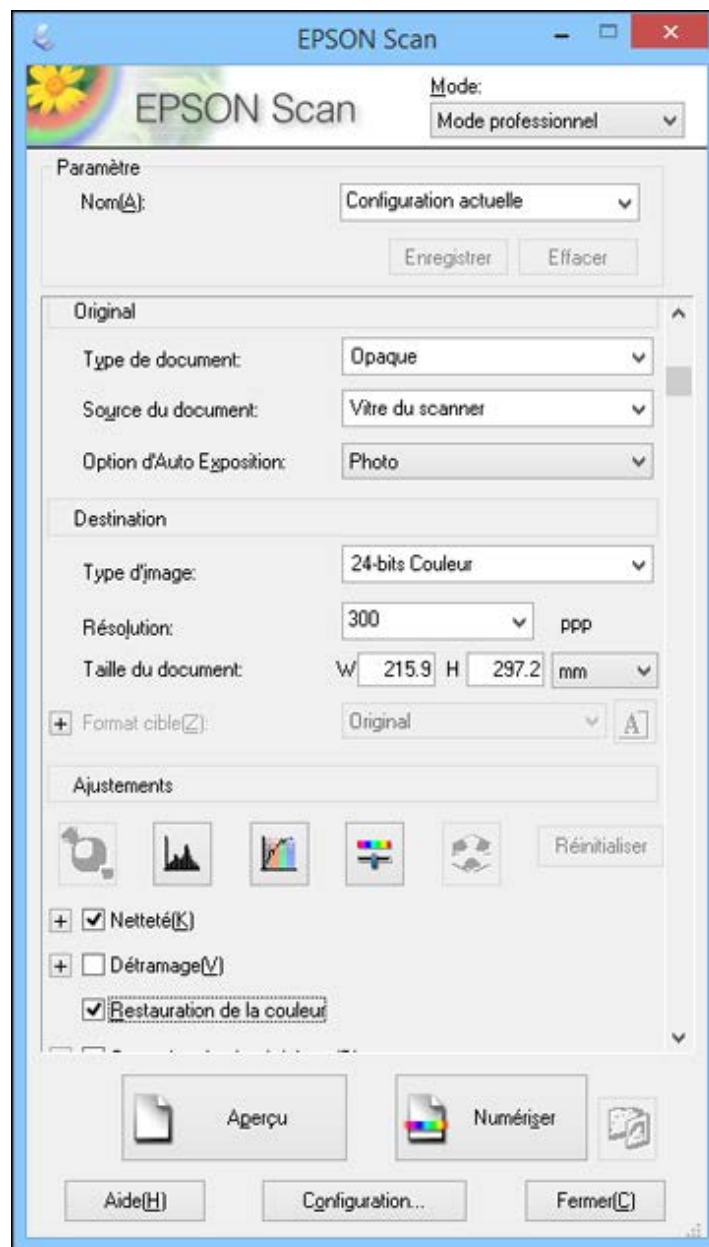 EPSON Scan
EPSON Scan
Mode:
Mode professionnel
Paramètre
Nom(A): Configuration actuelle
Enregistrer Effacer
Original
Type de document: Opaque
Source du document: Vitre du scanner
Option d'Auto Exposition: Photo
Destination
Type d'image: 24-bits Couleur
Résolution: 300 ppp
Taille du document: W 215.9 H 297.2 mm
Format cible(Z): Original A
Ajustements
Réinitialiser
Netteté(K)
Détramage(V)
Restauration de la couleur
Aperçu Numériser
Aide(H) Configuration... Fermer(C)